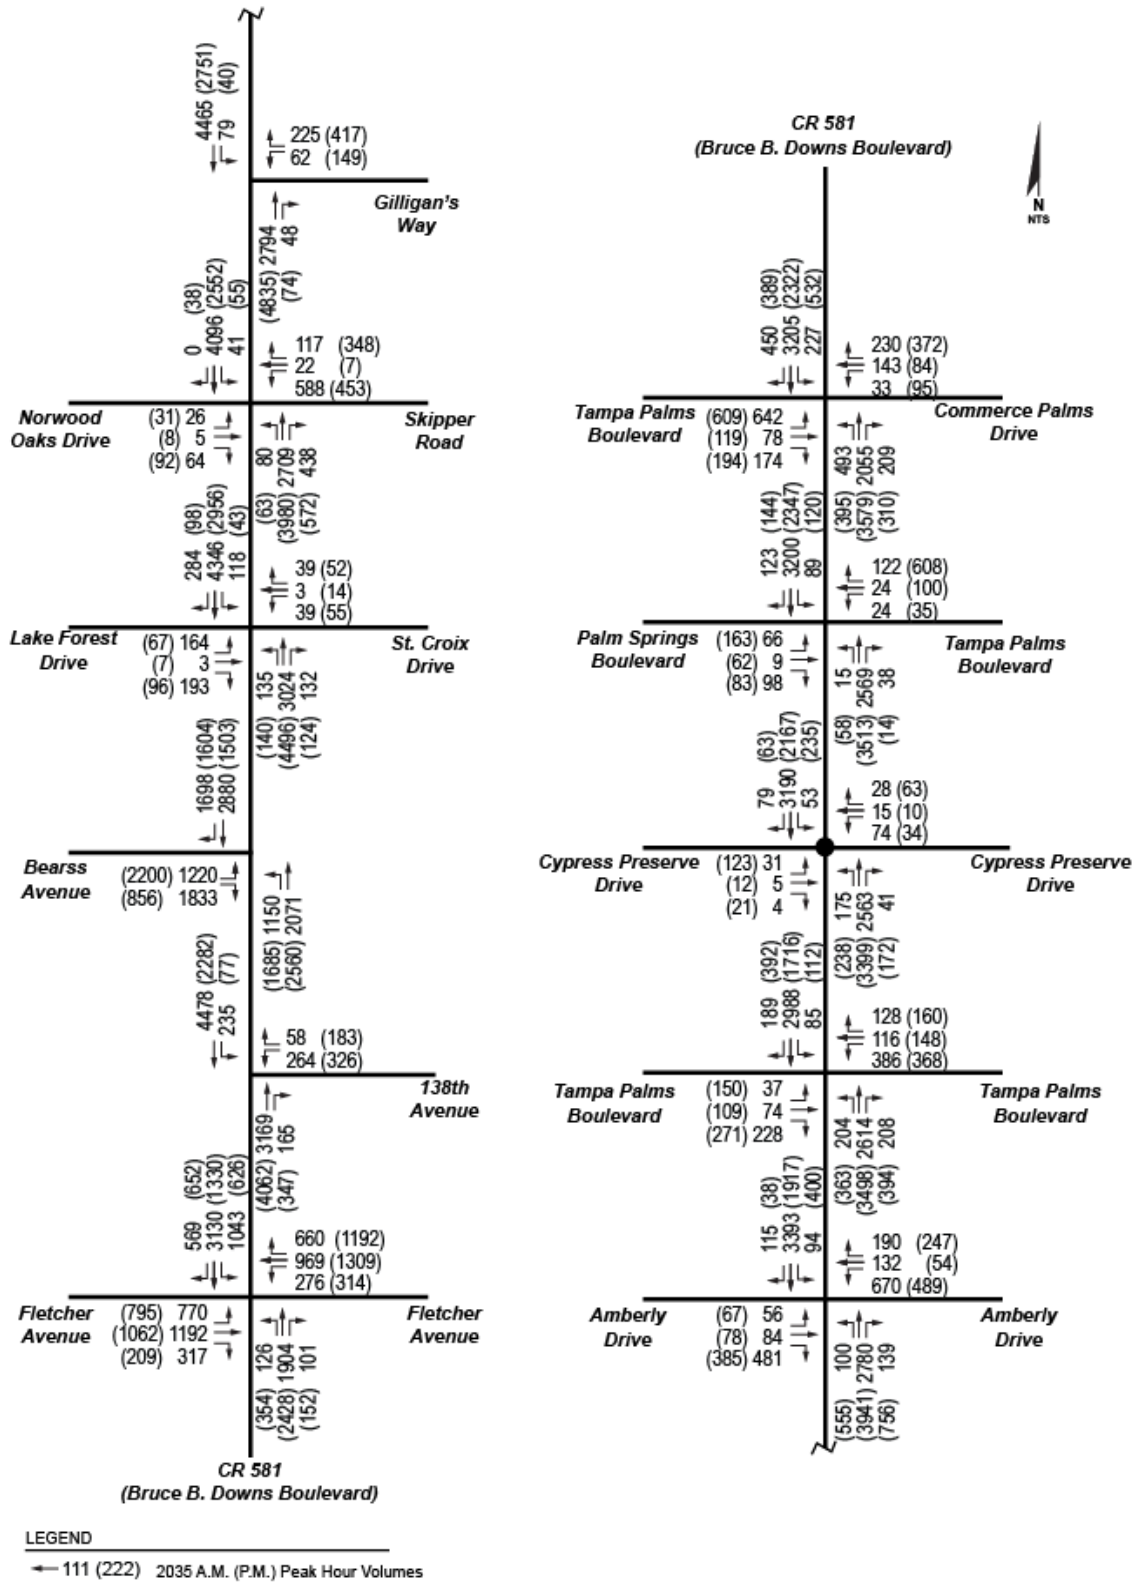 4465 (2751)
79 (40)
225 (417)
62 (149)
Gilligan's
Way
(4835) 2794
(74) 48
0 (38)
4096 (2552)
41 (55)
117 (348)
22 (7)
588 (453)
Norwood
Oaks Drive
(31) 26
(8) 5
(92) 64
Skipper
Road
80 (63)
2709 (3980)
438 (572)
284 (98)
4346 (2956)
118 (43)
39 (52)
3 (14)
39 (55)
Lake Forest
Drive
(67) 164
(7) 3
(96) 193
St. Croix
Drive
(140) 135
(4496) 3024
(124) 132
1698 (1604)
2880 (1503)
Bearss
Avenue
(2200) 1220
(856) 1833
(1685) 1150
(2560) 2071
4478 (2282)
235 (77)
58 (183)
264 (326)
138th
Avenue
(4062) 3169
(347) 165
569 (652)
3130 (1330)
1043 (626)
660 (1192)
969 (1309)
276 (314)
Fletcher
Avenue
(795) 770
(1062) 1192
(209) 317
Fletcher
Avenue
(354) 126
(2428) 1904
(152) 101
CR 581
(Bruce B. Downs Boulevard)
CR 581
(Bruce B. Downs Boulevard)
N
NTS
450 (389)
3205 (2322)
227 (532)
230 (372)
143 (84)
33 (95)
Tampa Palms
Boulevard
(609) 642
(119) 78
(194) 174
Commerce Palms
Drive
(395) 493
(3579) 2055
(310) 209
123 (144)
3200 (2347)
89 (120)
122 (608)
24 (100)
24 (35)
Palm Springs
Boulevard
(163) 66
(62) 9
(83) 98
Tampa Palms
Boulevard
(58) 15
(3513) 2569
(14) 38
79 (63)
3190 (2167)
53 (235)
28 (63)
15 (10)
74 (34)
Cypress Preserve
Drive
(123) 31
(12) 5
(21) 4
Cypress Preserve
Drive
(238) 175
(3399) 2563
(172) 41
189 (392)
2988 (1716)
85 (112)
128 (160)
116 (148)
386 (368)
Tampa Palms
Boulevard
(150) 37
(109) 74
(271) 228
Tampa Palms
Boulevard
(363) 204
(3498) 2614
(394) 208
115 (38)
3393 (1917)
94 (400)
190 (247)
132 (54)
670 (489)
Amberly
Drive
(67) 56
(78) 84
(385) 481
Amberly
Drive
(555) 100
(3941) 2780
(756) 139
LEGEND
111 (222) 2035 A.M. (P.M.) Peak Hour Volumes